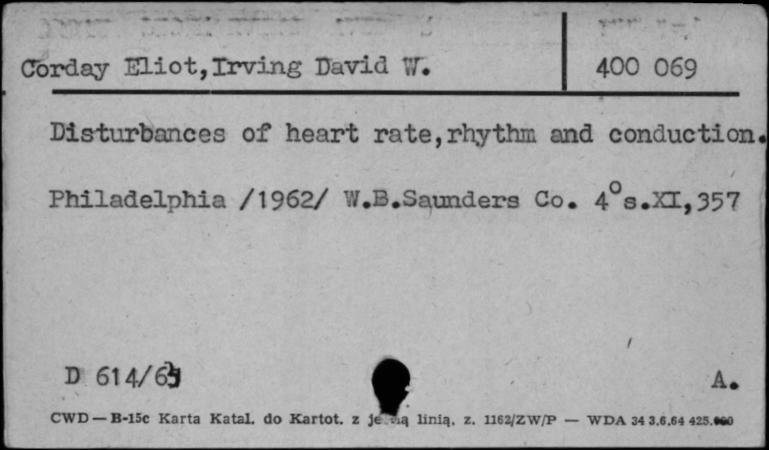 Corday Eliot,Irving David W. 400 069
Disturbances of heart rate,rhythm and conduction.
Philadelphia /1962/ W.B.Saunders Co. 4°s.XI,357
D 614/63 A.
CWD — B-15c Karta Katal. do Kartot. z linią. z. 1162/ZW/P — WDA 34 3.6.64 425.000